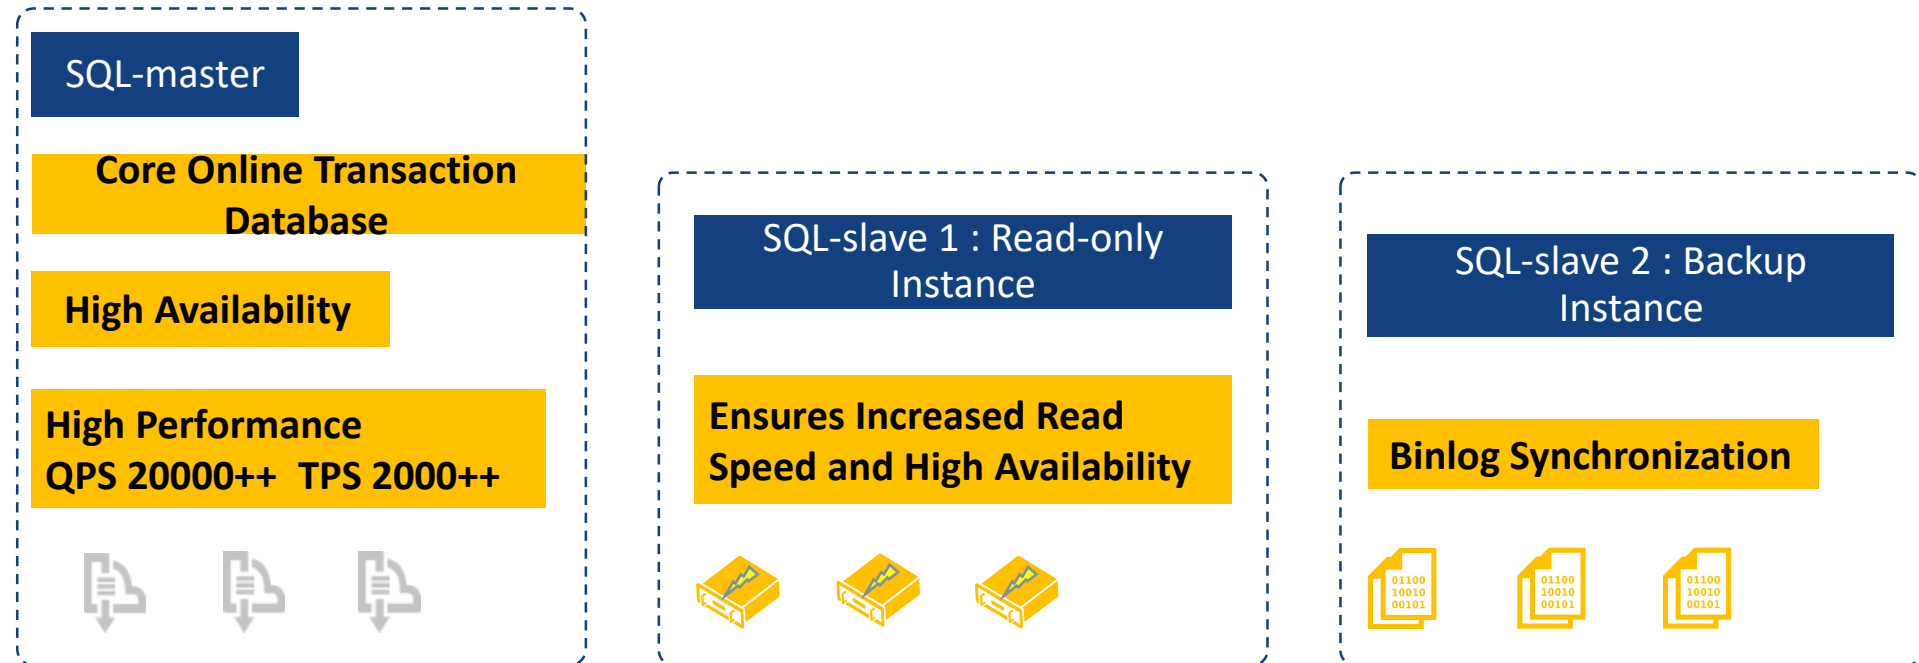 SQL-master
Core Online Transaction
Database
High Availability
High Performance
QPS 20000++  TPS 2000++
SQL-slave 1 : Read-only
Instance
Ensures Increased Read
Speed and High Availability
SQL-slave 2 : Backup
Instance
Binlog Synchronization
01100
10010
00101
01100
10010
00101
01100
10010
00101